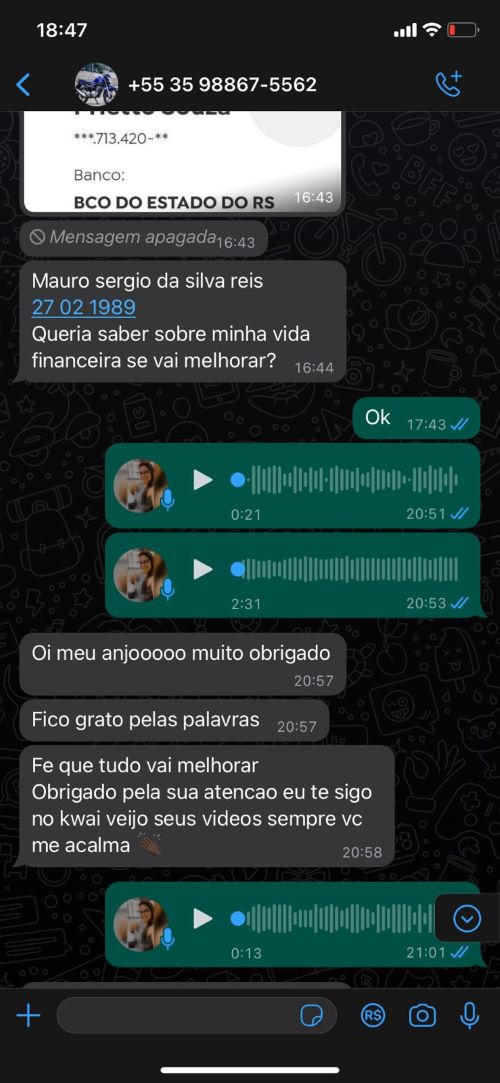 18:47
+55 35 98867-5562
***.713.420-**
Banco:
BCO DO ESTADO DO RS
16:43
Mensagem apagada
16:43
Mauro sergio da silva reis
27 02 1989
Queria saber sobre minha vida
financeira se vai melhorar?
16:44
Ok
17:43
0:21
20:51
2:31
20:53
Oi meu anjooooo muito obrigado
20:57
Fico grato pelas palavras
20:57
Fe que tudo vai melhorar
Obrigado pela sua atencao eu te sigo
no kwai veijo seus videos sempre vc
me acalma
20:58
0:13
21:01
R$